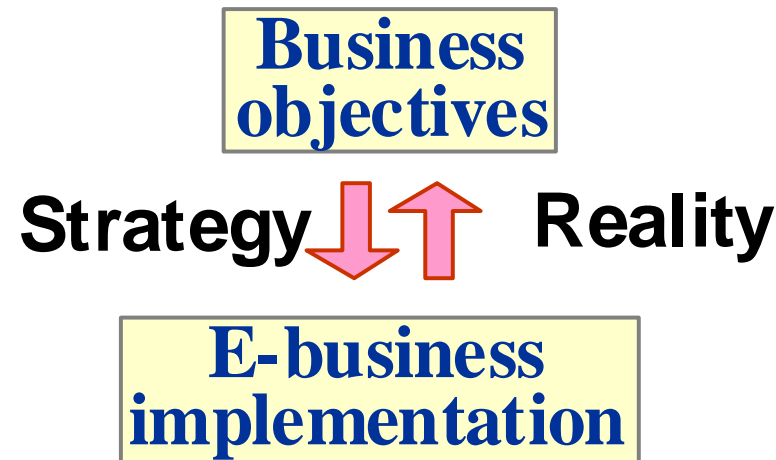 Business
objectives
Strategy Reality
E-business
implementation